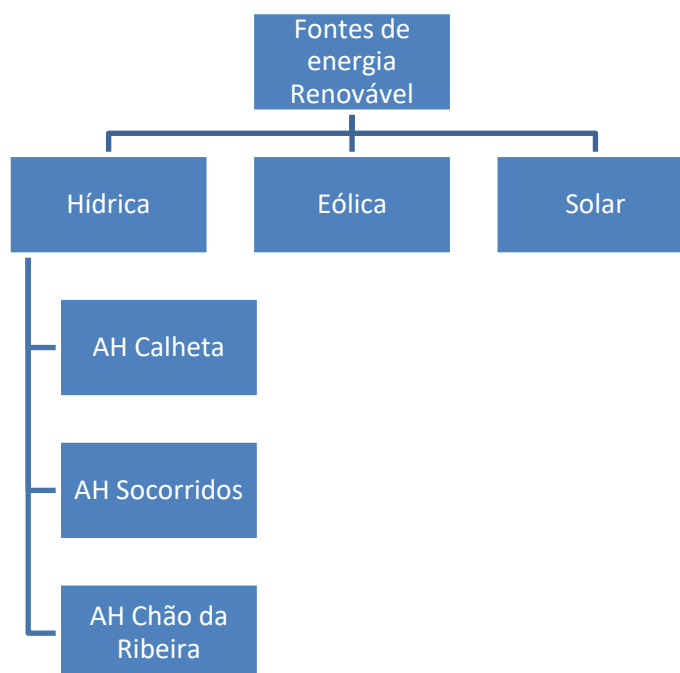 Fontes de
energia
Renovável
Hídrica
Eólica
Solar
AH Calheta
AH Socorridos
AH Chão da
Ribeira